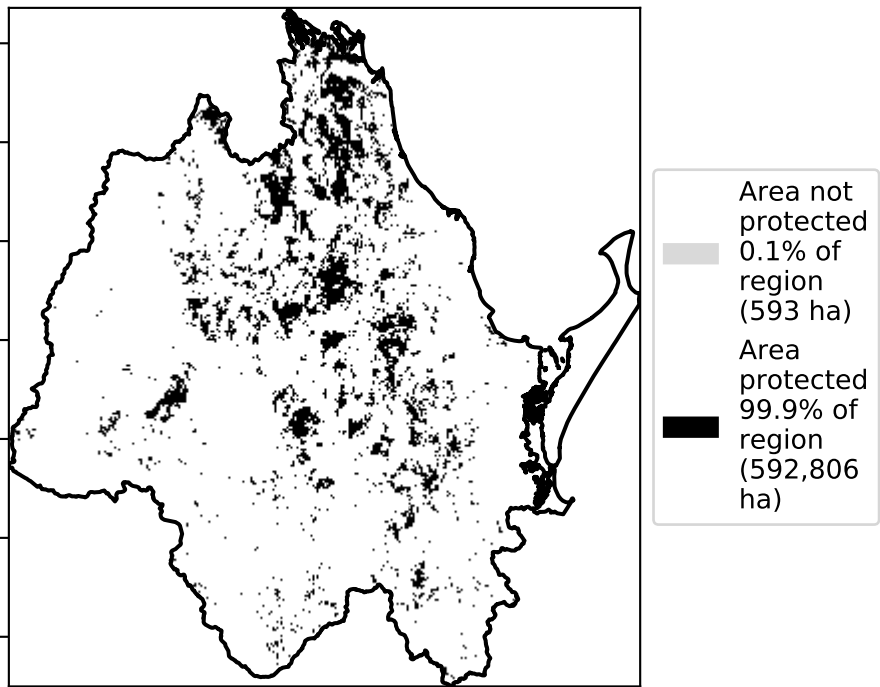 Area not
protected
0.1% of
region
(593 ha)
Area
protected
99.9% of
region
(592,806
ha)